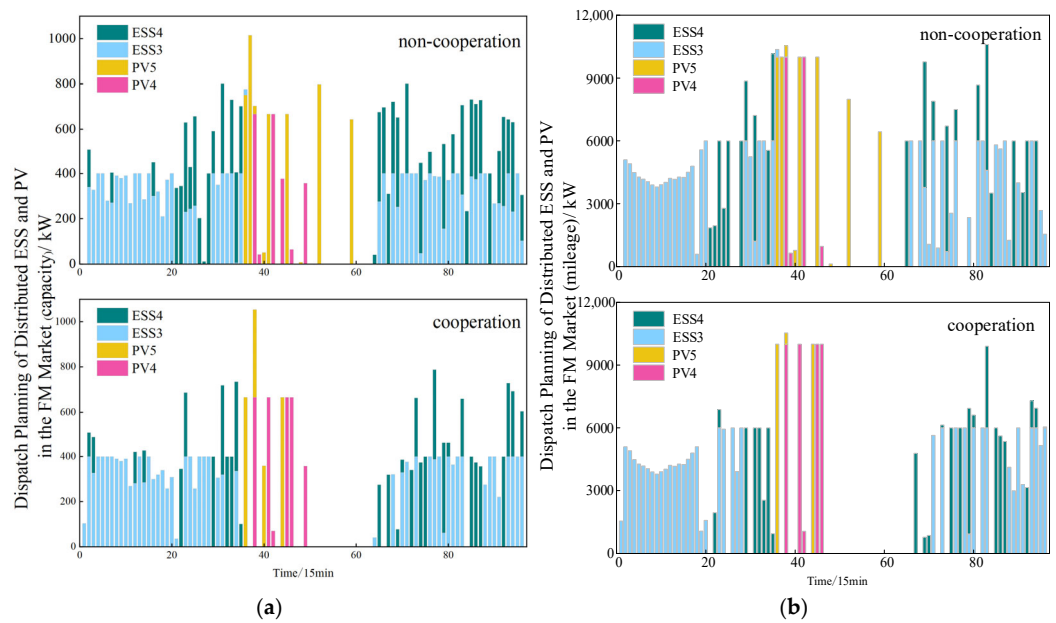 Dispatch Planning of Distributed ESS and PV
in the FM Market (capacity)/ kW
1000
800
600
400
200
0
ESS4
ESS3
PV5
PV4
non-cooperation
0
20
40
60
80
1000
800
600
400
200
0
ESS4
ESS3
PV5
PV4
cooperation
0
20
40
60
80
Time/15min
(a)
Dispatch Planning of Distributed ESS and PV
in the FM Market (mileage)/ kW
12,000
9000
6000
3000
0
ESS4
ESS3
PV5
PV4
non-cooperation
0
20
40
60
80
12,000
9000
6000
3000
0
ESS4
ESS3
PV5
PV4
cooperation
0
20
40
60
80
Time/15min
(b)